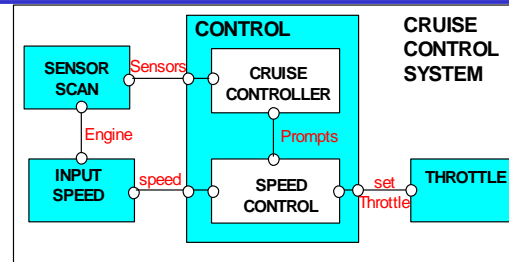 CONTROL
CRUISE
CONTROL
SYSTEM
SENSOR
SCAN
Sensors
CRUISE
CONTROLLER
Engine
Prompts
INPUT
SPEED
speed
SPEED
CONTROL
set
Throttle
THROTTLE